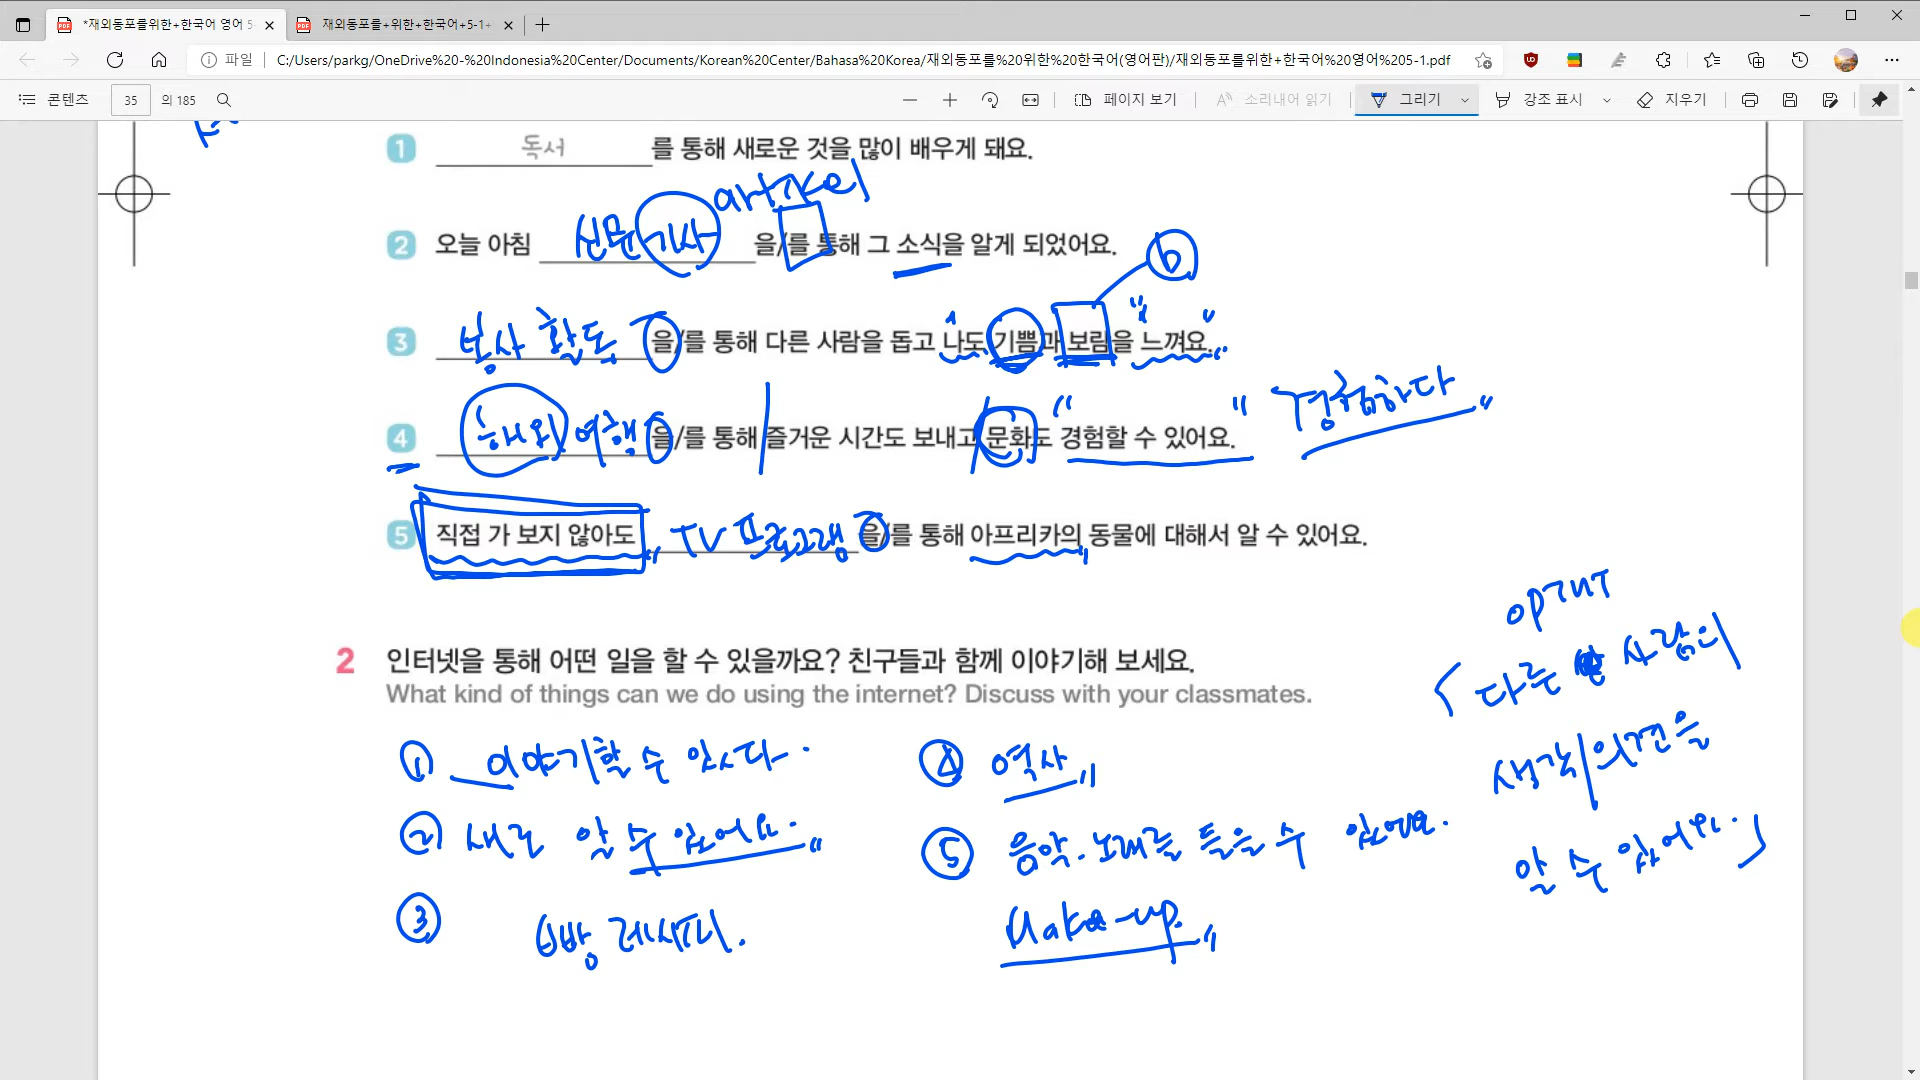 *재외동포를위한+한국어 영어 5-
재외동포를+위한+한국어+5-1+
파일
C:/Users/parkg/OneDrive%20-%20Indonesia%20Center/Documents/Korean%20Center/Bahasa%20Korea/재외동포를%20위한%20한국어(영어판)/재외동포를위한+한국어%20영어%205-1.pdf
콘텐츠 35 의 185 페이지 보기 소리내어 읽기 그리기 강조 표시 지우기
1 독서를 통해 새로운 것을 많이 배우게 돼요.
artikel
2 오늘 아침 신문 기사 을/를 통해 그 소식을 알게 되었어요.
b
3 봉사 활동 을/를 통해 다른 사람을 돕고 나도 기쁨과 보람을 느껴요.
경험하다
4 해외 여행 을/를 통해 즐거운 시간도 보내고 문화도 경험할 수 있어요.
5 직접 가 보지 않아도 TV 프로그램 을/를 통해 아프리카의 동물에 대해서 알 수 있어요.
2 인터넷을 통해 어떤 일을 할 수 있을까요? 친구들과 함께 이야기해 보세요.
What kind of things can we do using the internet? Discuss with your classmates.
다른 사람의
생각/의견을
알 수 있어요.
① 이야기할 수 있다.
② 새로 알 수 있어요.
③ 레시피.
④ 역사
⑤ 음악.노래를 들을 수 있어요.
Make-up.